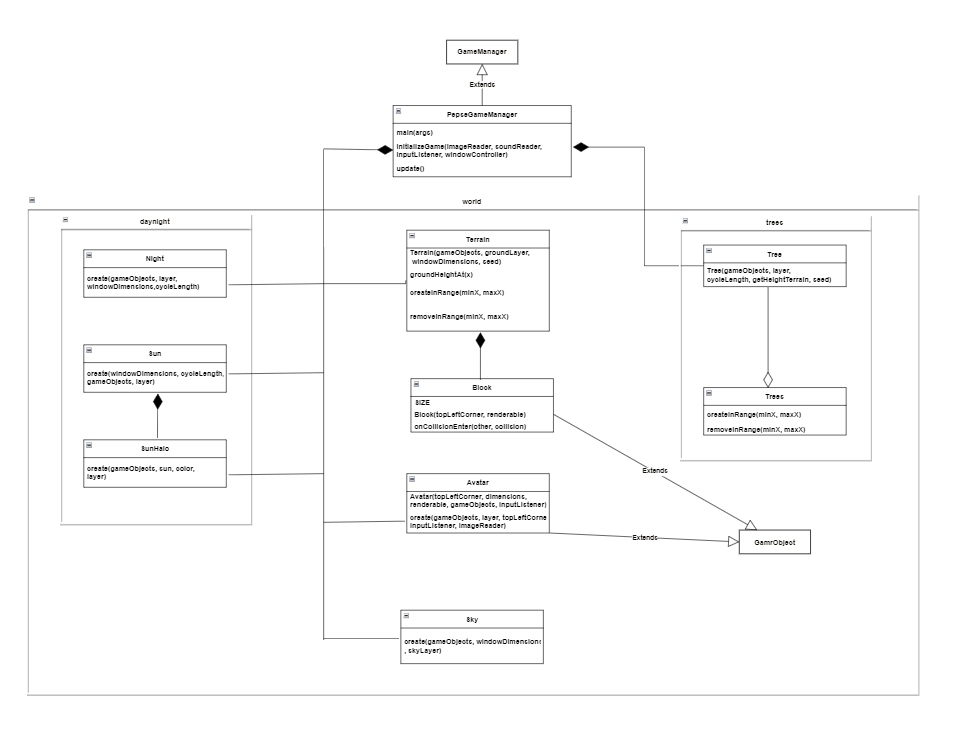 GameManager
Extends
PepseGameManager
main(args)
initializeGame(imageReader, soundReader,
inputListener, windowController)
update()
world
daynight
Night
create(gameObjects, layer,
windowDimensions,cycleLength)
Sun
create(windowDimensions, cycleLength,
gameObjects, layer)
SunHalo
create(gameObjects, sun, color,
layer)
Terrain
Terrain(gameObjects, groundLayer,
windowDimensions, seed)
groundHeightAt(x)
createInRange(minX, maxX)
removeInRange(minX, maxX)
Block
SIZE
Block(topLeftCorner, renderable)
onCollisionEnter(other, collision)
Avatar
Avatar(topLeftCorner, dimensions,
renderable, gameObjects, inputListener)
create(gameObjects, layer, topLeftCorne
inputListener, imageReader)
Sky
create(gameObjects, windowDimensions
, skyLayer)
trees
Tree
Tree(gameObjects, layer,
cycleLength, getHeightTerrain, seed)
Trees
createInRange(minX, maxX)
removeInRange(minX, maxX)
Extends
Extends
GamrObject